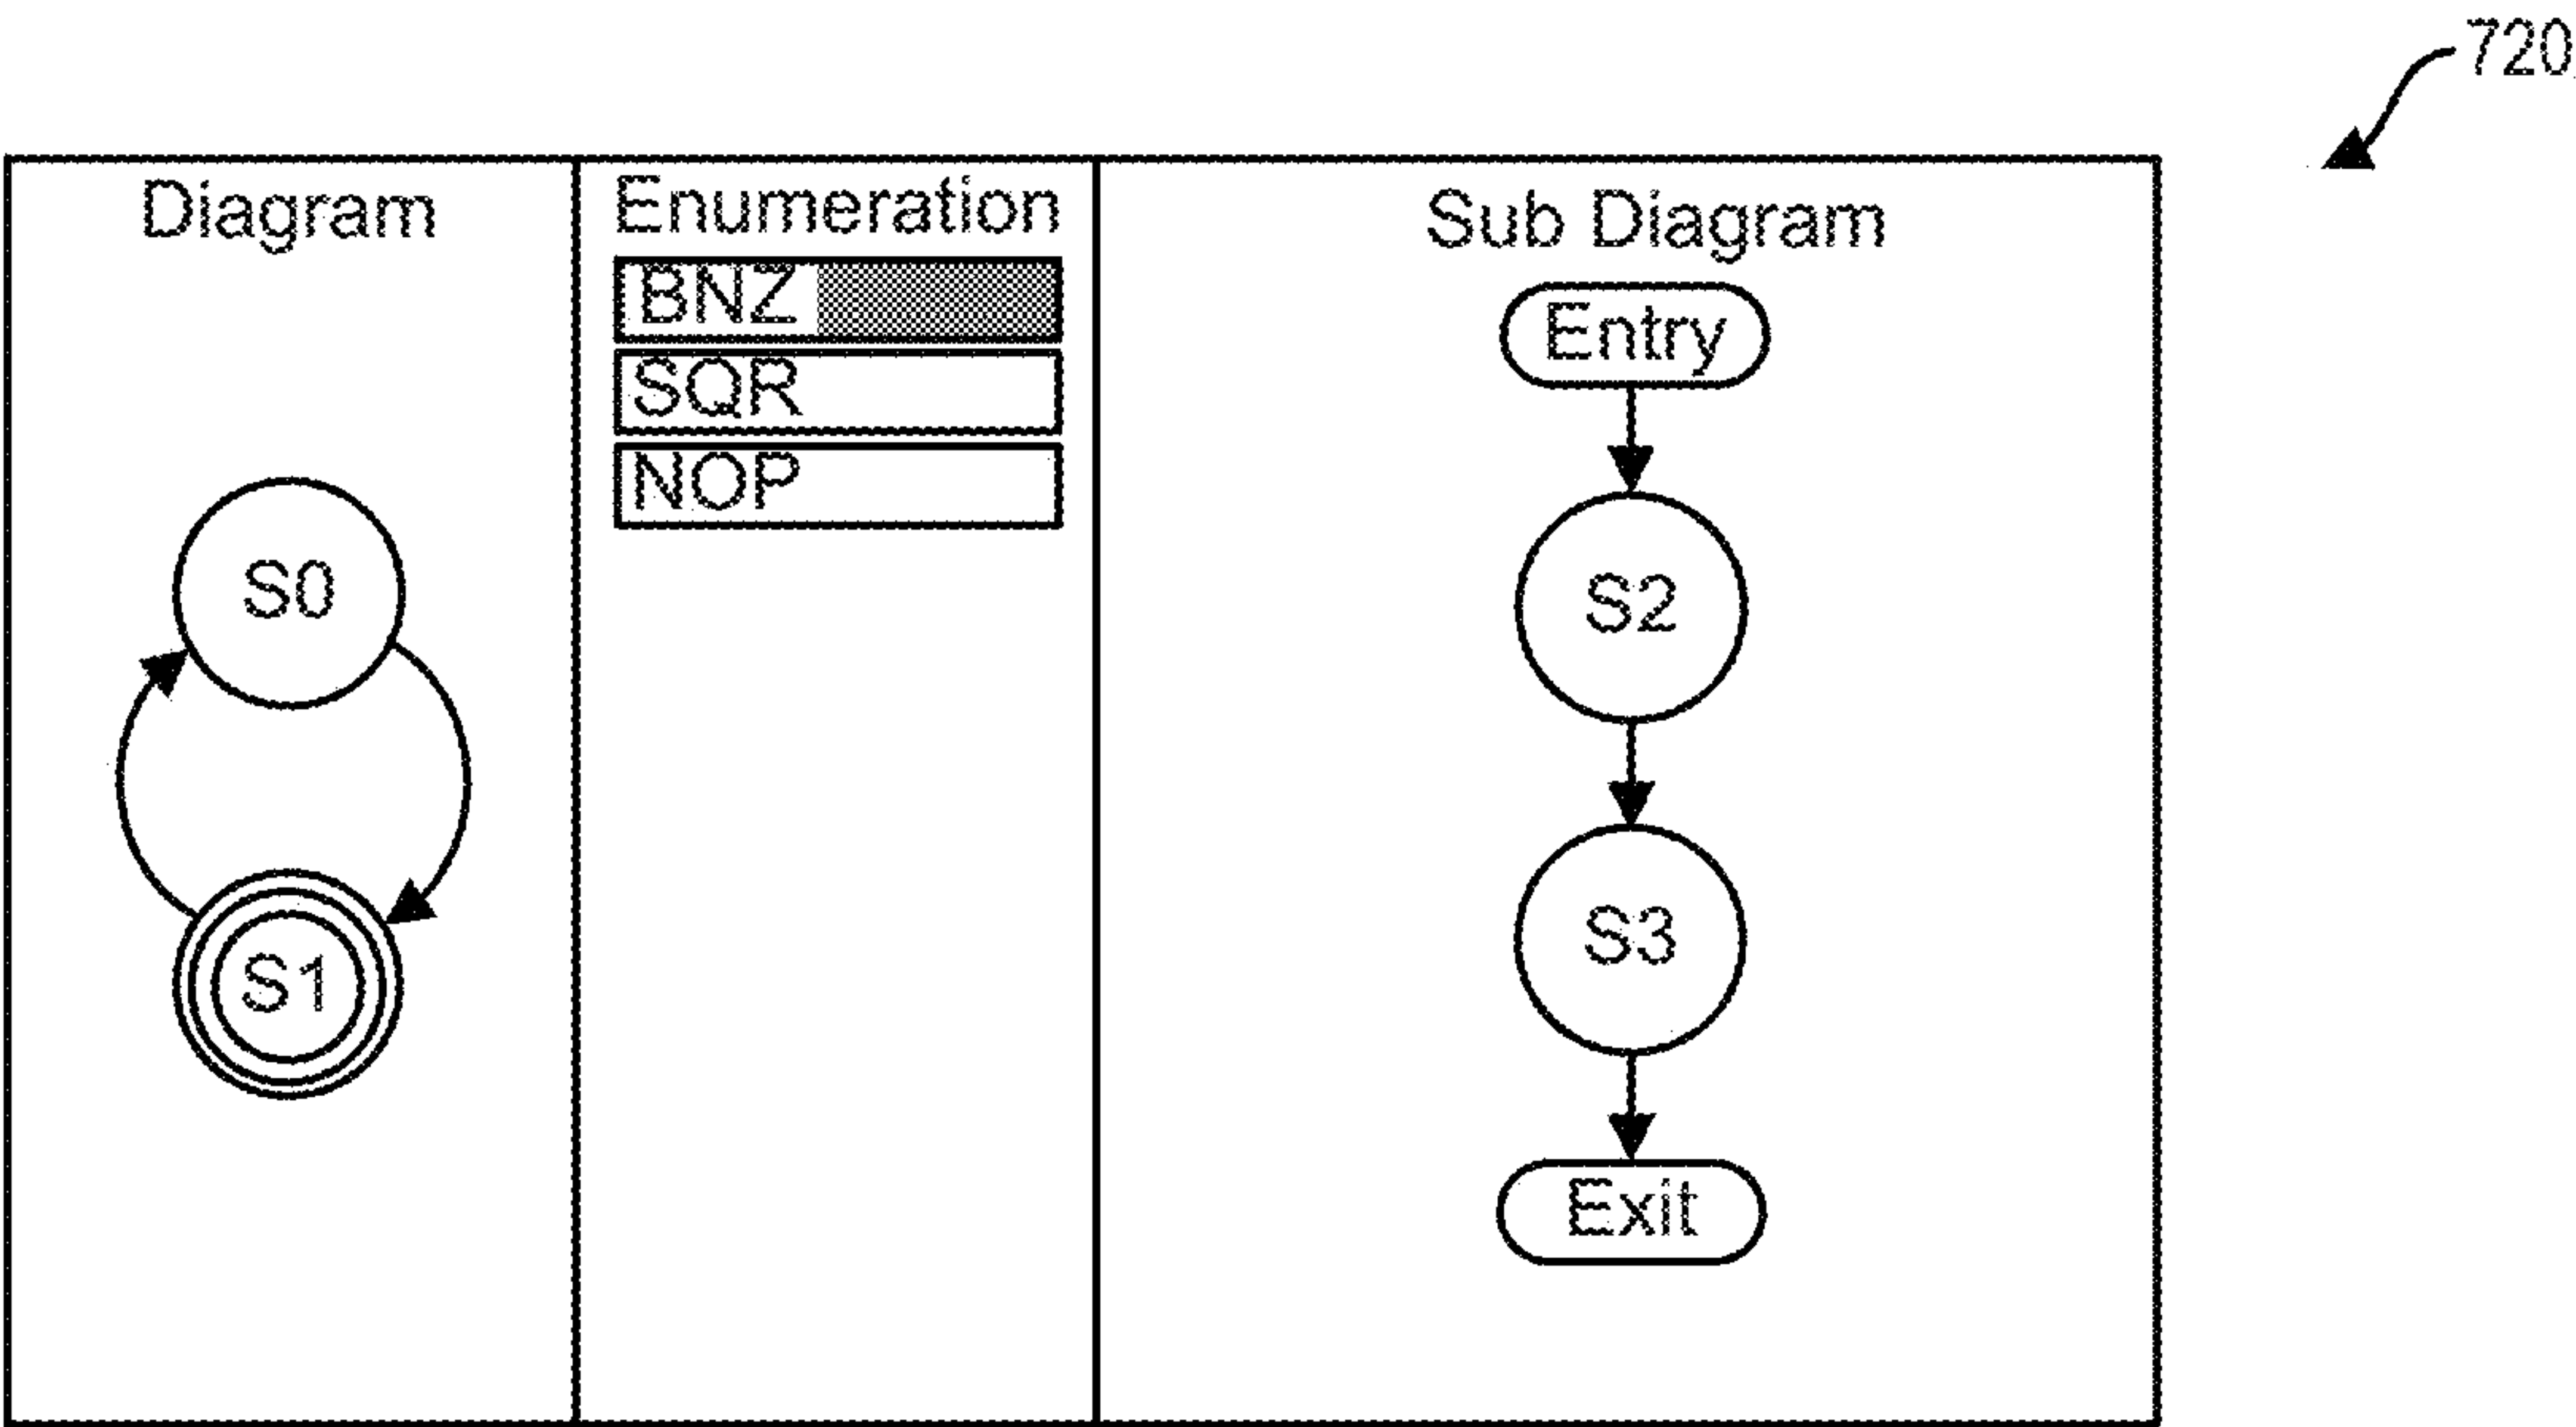 720
Diagram
S0
S1
Enumeration
BNZ
SQR
NOP
Sub Diagram
Entry
S2
S3
Exit